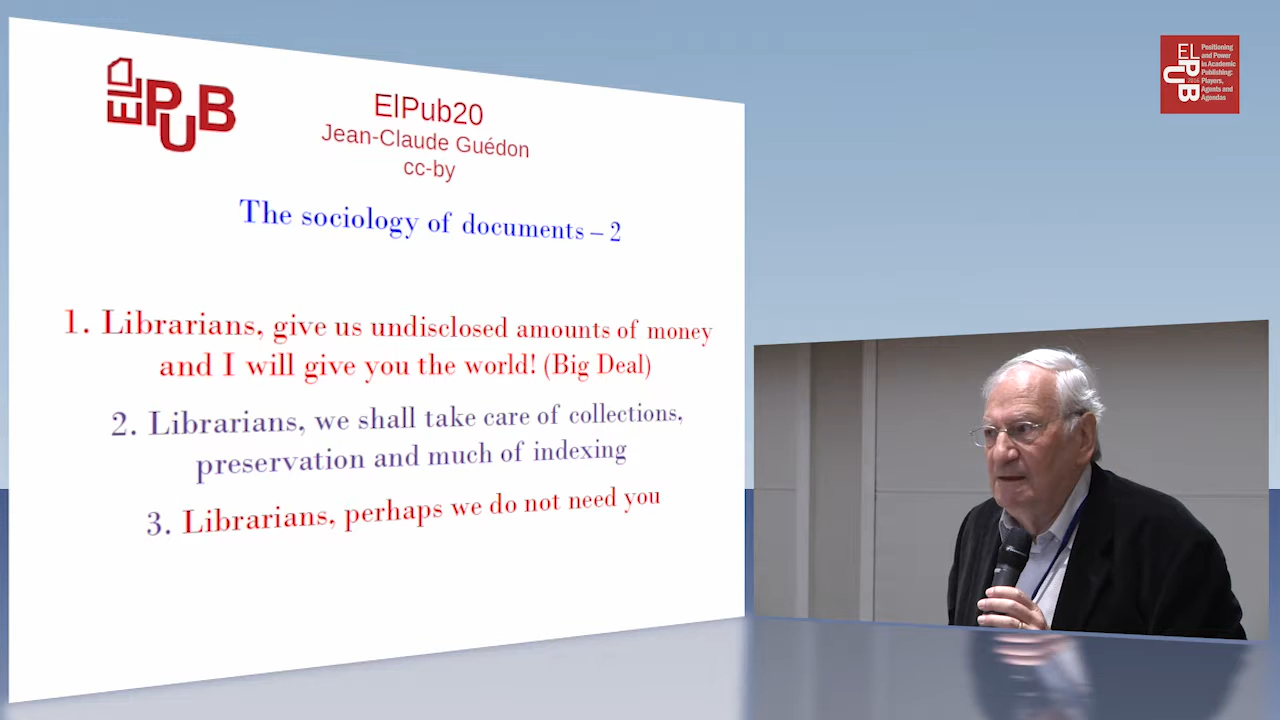 ELPUB
ElPub20
Jean-Claude Guédon
cc-by
The sociology of documents – 2
1. Librarians, give us undisclosed amounts of money
and I will give you the world! (Big Deal)
2. Librarians, we shall take care of collections,
preservation and much of indexing
3. Librarians, perhaps we do not need you
ELPUB
2016
Positioning
and Power
in Academic
Publishing:
Players,
Agents and
Agendas